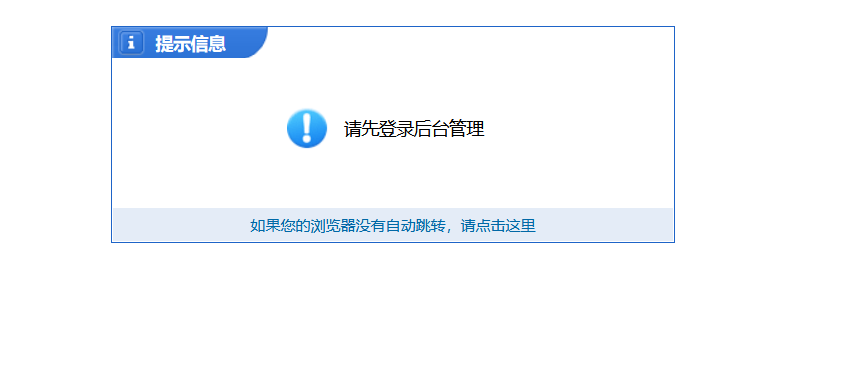 提示信息
请先登录后台管理
如果您的浏览器没有自动跳转，请点击这里